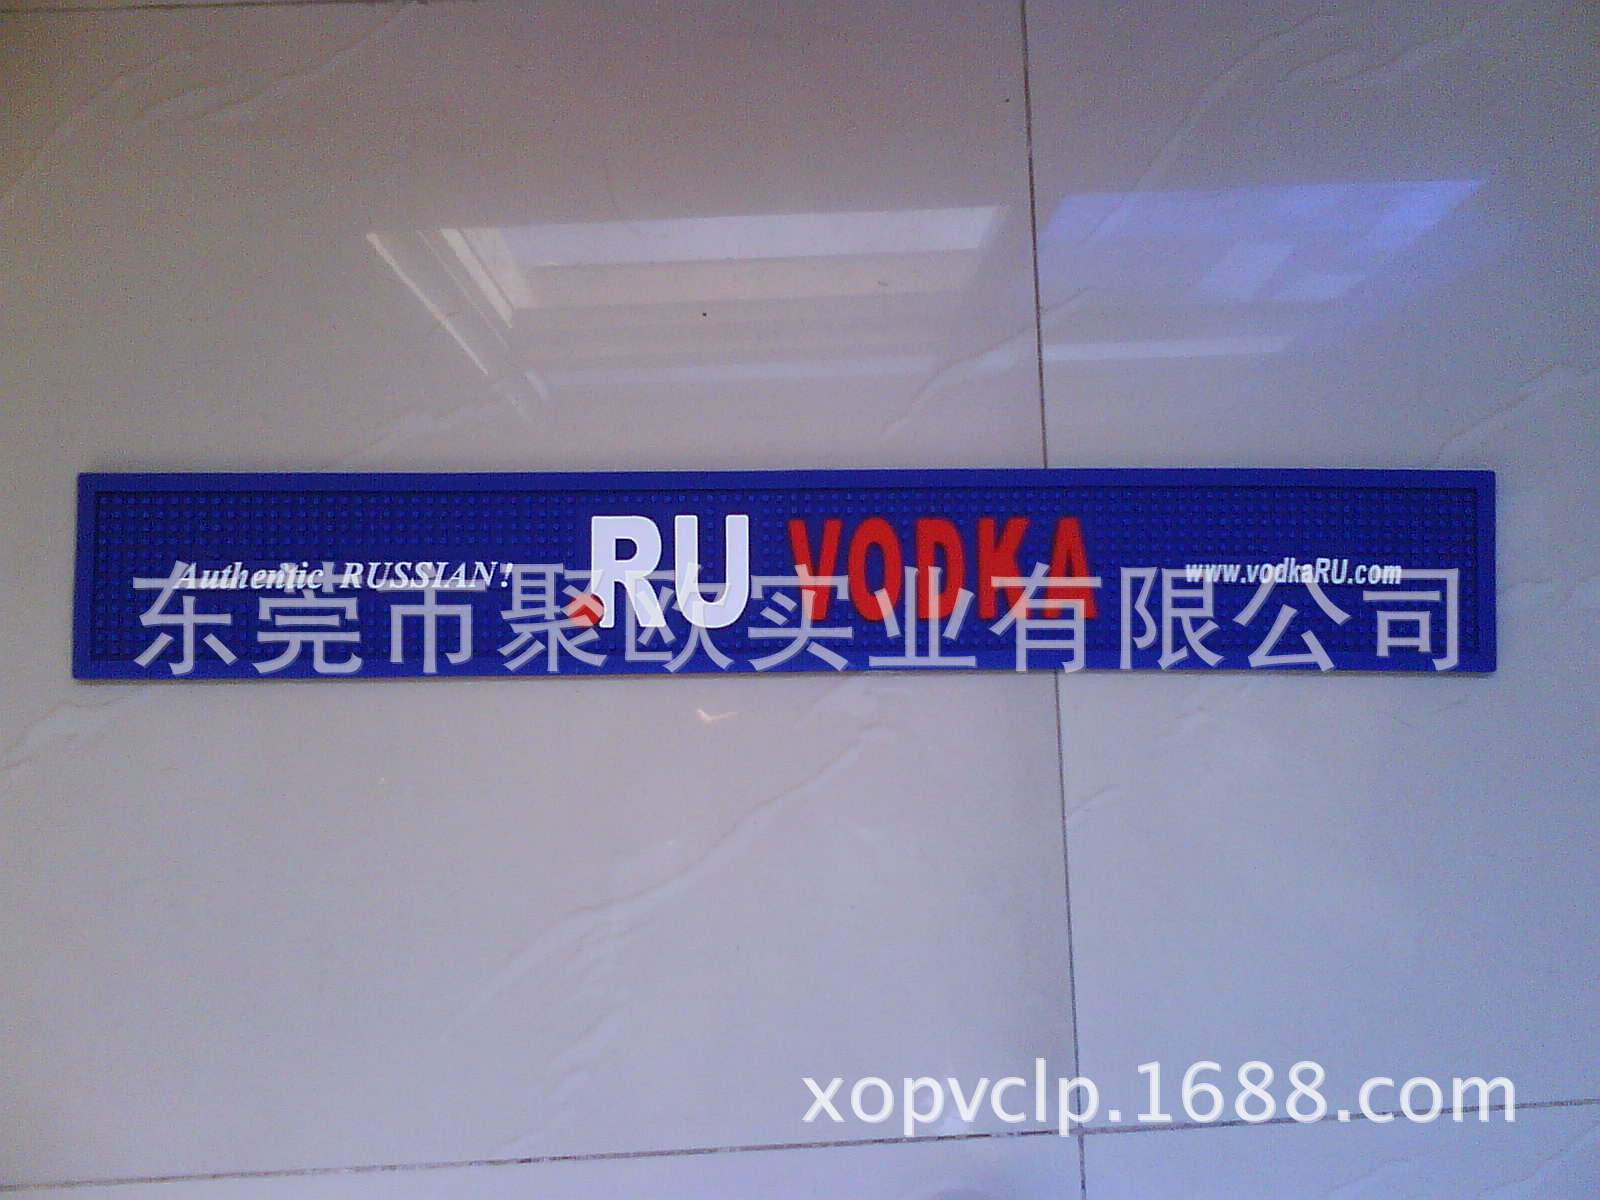 Authentic RUSSIAN!
.RU VODKA
www.vodkaRU.com
东莞市聚欧实业有限公司
xopvclp.1688.com